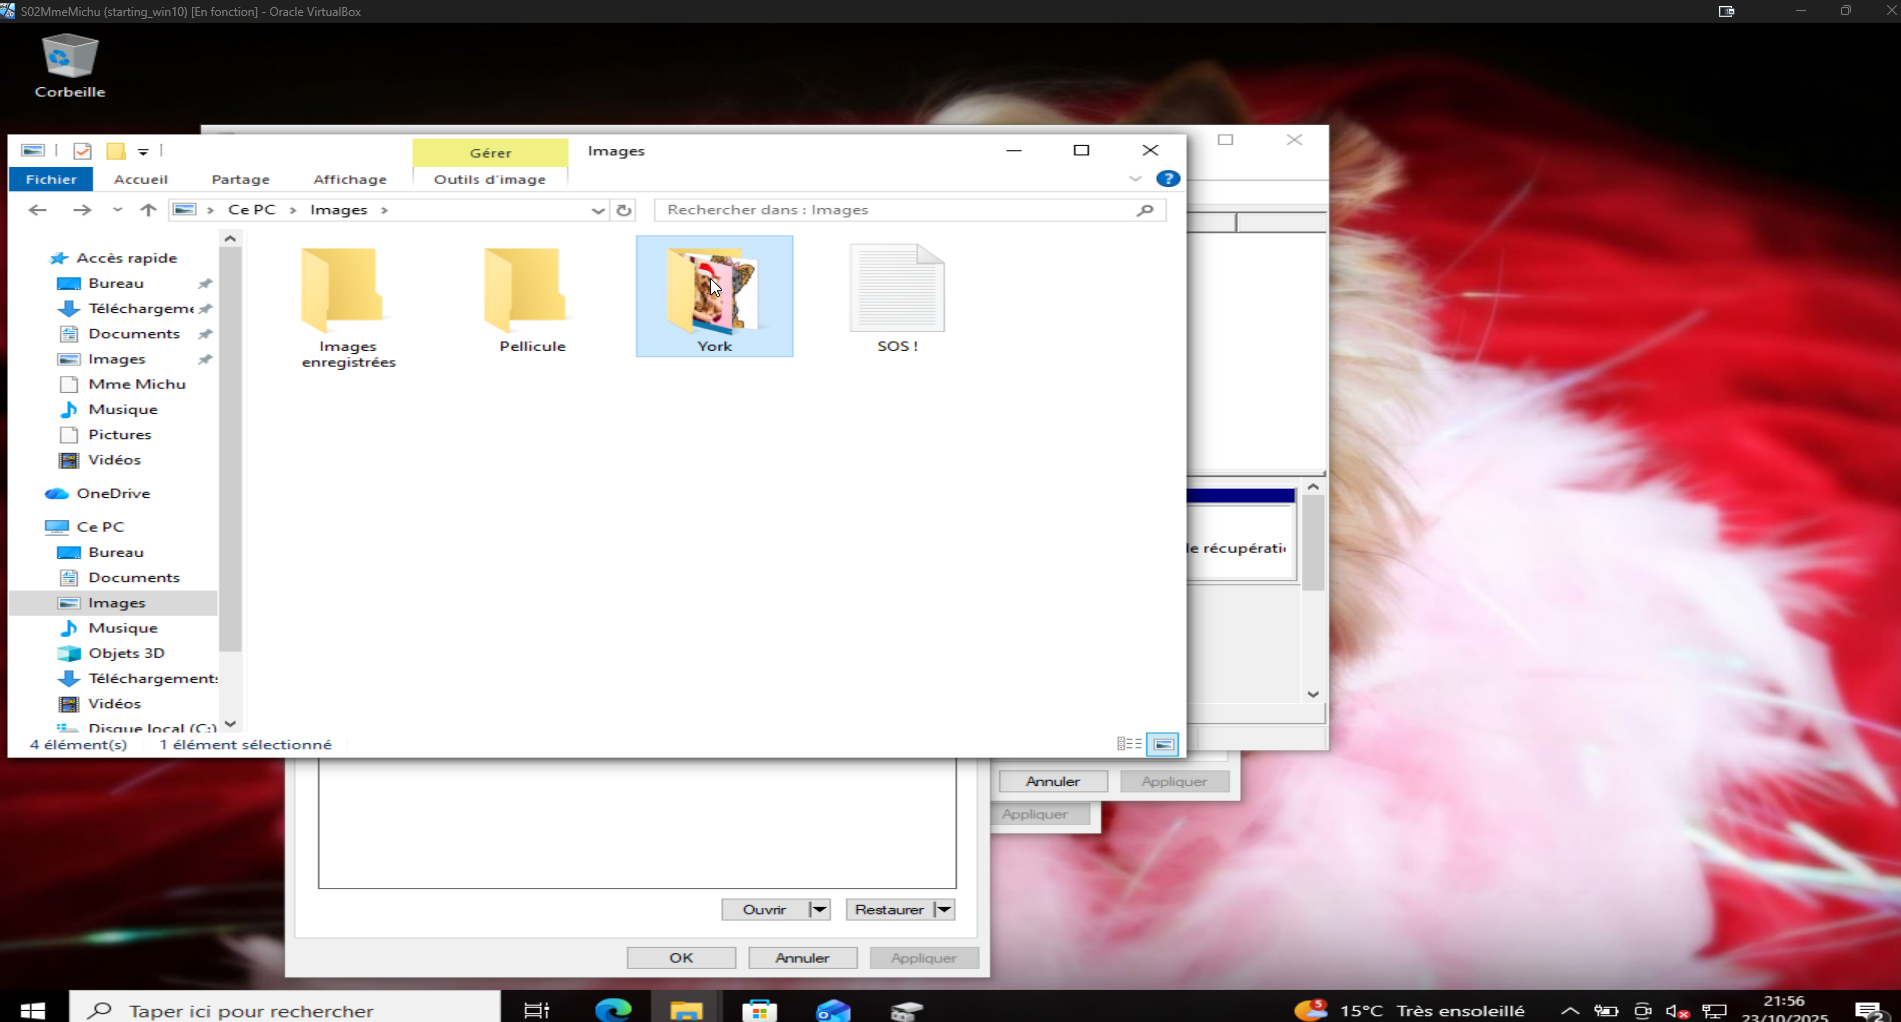 S02MmeMichu (starting_win10) [En fonction] - Oracle VirtualBox
Corbeille
Gérer
Images
Fichier
Accueil
Partage
Affichage
Outils d'image
Ce PC
Images
Rechercher dans : Images
Accès rapide
Bureau
Téléchargeme
Documents
Images
Mme Michu
Musique
Pictures
Vidéos
OneDrive
Ce PC
Bureau
Documents
Images
Musique
Objets 3D
Téléchargements
Vidéos
Disque local (C:)
Images
enregistrées
Pellicule
York
SOS !
4 élément(s)
1 élément sélectionné
le récupérati
Annuler
Appliquer
Appliquer
Ouvrir
Restaurer
OK
Annuler
Appliquer
Taper ici pour rechercher
5
15°C Très ensoleillé
21:56
23/10/2025
2